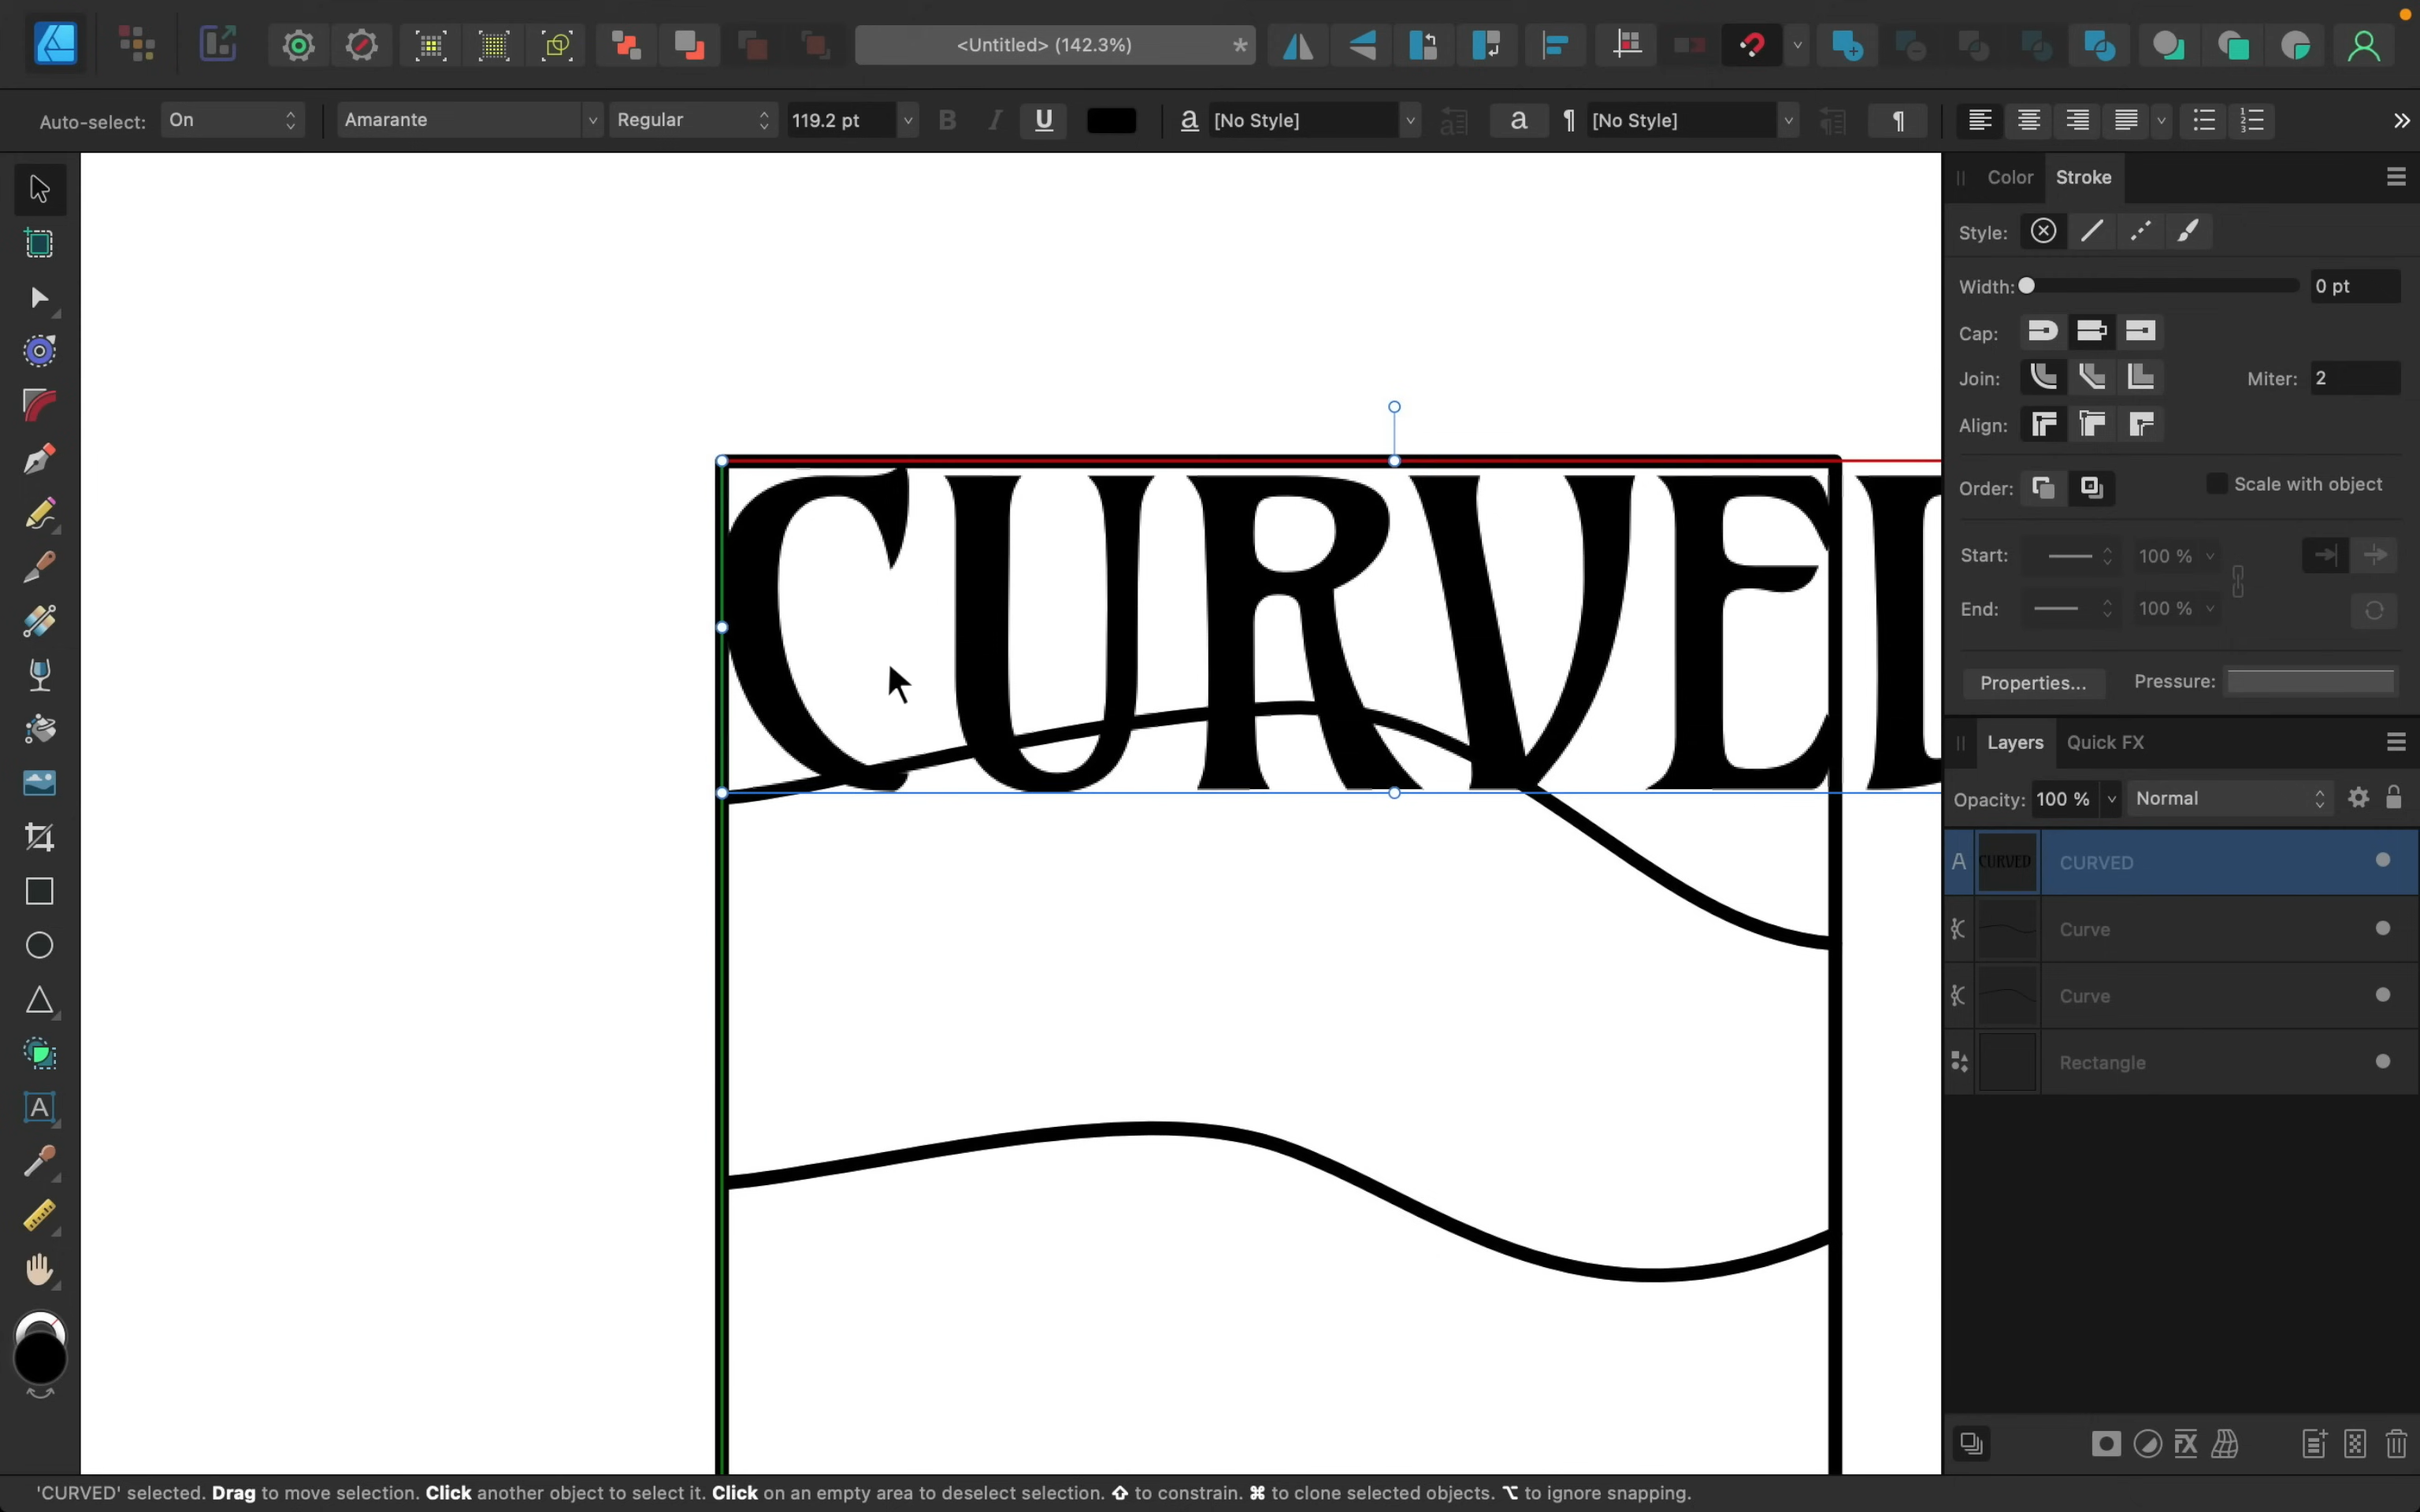 <Untitled> (142.3%) *
Auto-select: On Amarante Regular 119.2 pt B I U a [No Style] a ¶ [No Style] ¶
Color Stroke
Style:
Width: 0 pt
Cap:
Join: Miter: 2
Align:
Order: Scale with object
Start: 100 %
End: 100 %
Properties... Pressure:
CURVED
Layers Quick FX
Opacity: 100 % Normal
A CURVED CURVED
Curve
Curve
Rectangle
A
FX
'CURVED' selected. Drag to move selection. Click another object to select it. Click on an empty area to deselect selection. ⇧ to constrain. ⌘ to clone selected objects. ⌥ to ignore snapping.